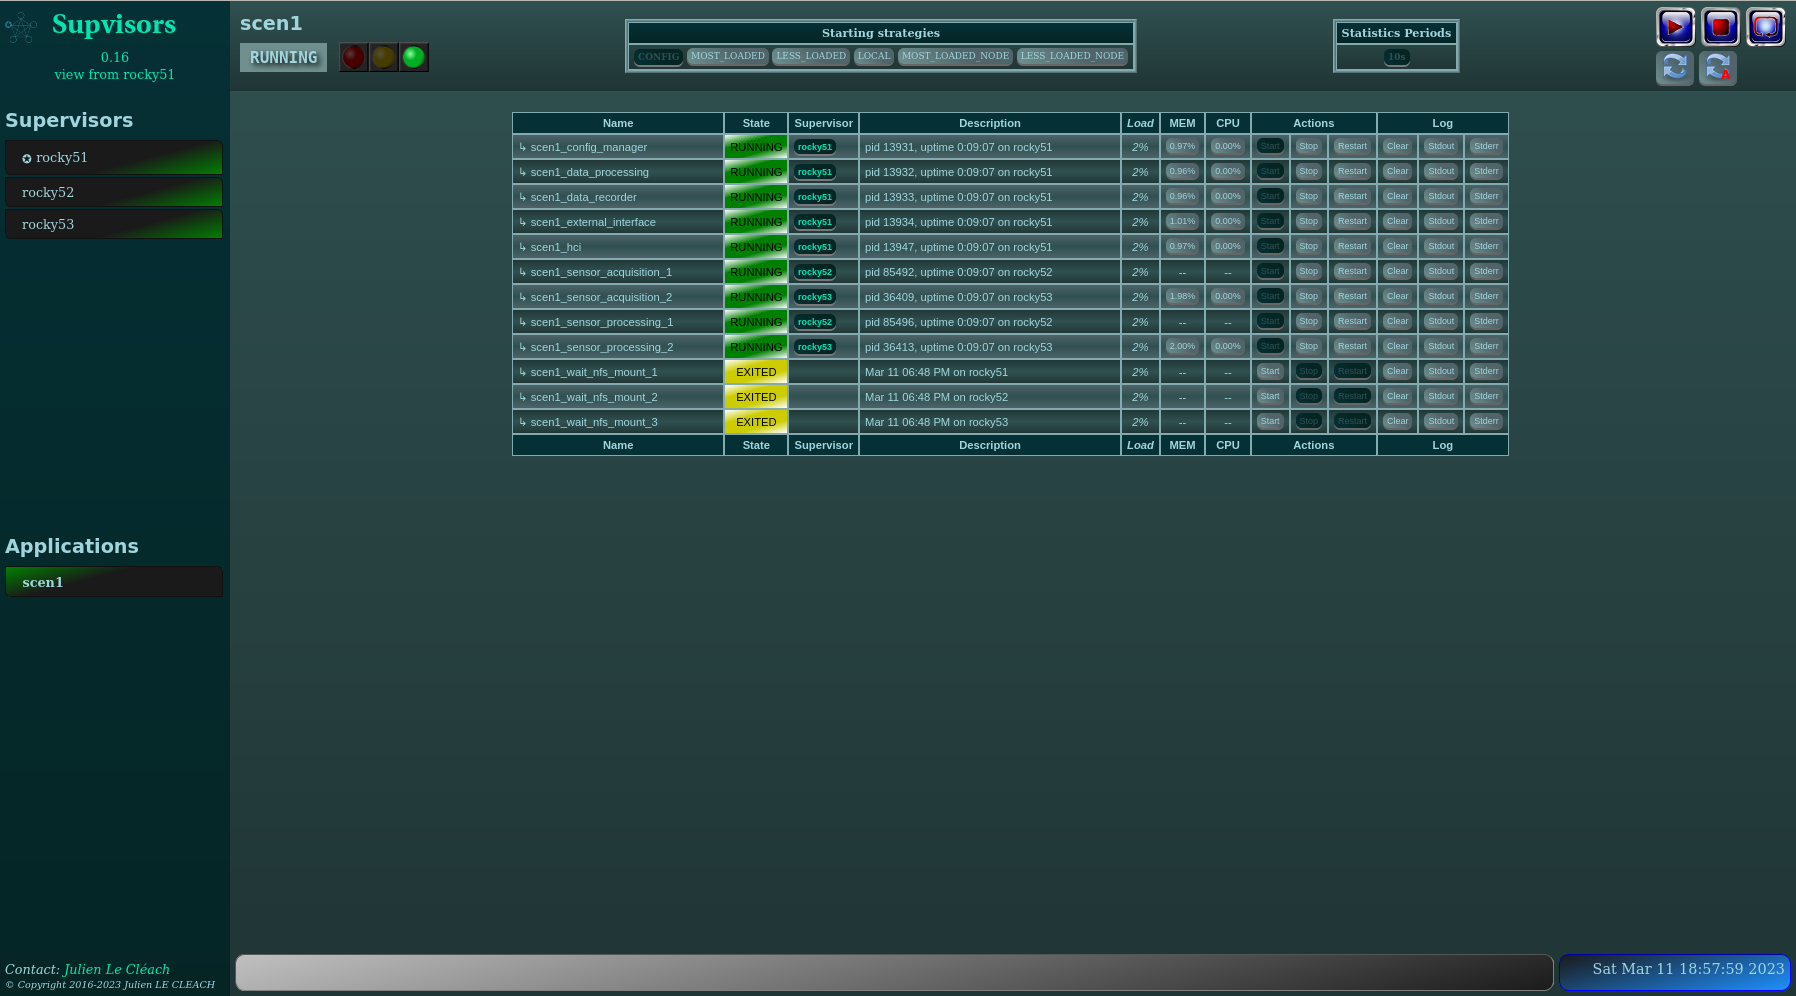 Supvisors
0.16
view from rocky51
Supervisors
✪ rocky51
rocky52
rocky53
Applications
scen1
Contact: Julien Le Cléach
© Copyright 2016-2023 Julien LE CLEACH
scen1
RUNNING
Starting strategies
CONFIG MOST_LOADED LESS_LOADED LOCAL MOST_LOADED_NODE LESS_LOADED_NODE
Statistics Periods
10s
A
Name State Supervisor Description Load MEM CPU Actions Log
↳ scen1_config_manager RUNNING rocky51 pid 13931, uptime 0:09:07 on rocky51 2% 0.97% 0.00% Start Stop Restart Clear Stdout Stderr
↳ scen1_data_processing RUNNING rocky51 pid 13932, uptime 0:09:07 on rocky51 2% 0.96% 0.00% Start Stop Restart Clear Stdout Stderr
↳ scen1_data_recorder RUNNING rocky51 pid 13933, uptime 0:09:07 on rocky51 2% 0.96% 0.00% Start Stop Restart Clear Stdout Stderr
↳ scen1_external_interface RUNNING rocky51 pid 13934, uptime 0:09:07 on rocky51 2% 1.01% 0.00% Start Stop Restart Clear Stdout Stderr
↳ scen1_hci RUNNING rocky51 pid 13947, uptime 0:09:07 on rocky51 2% 0.97% 0.00% Start Stop Restart Clear Stdout Stderr
↳ scen1_sensor_acquisition_1 RUNNING rocky52 pid 85492, uptime 0:09:07 on rocky52 2% -- -- Start Stop Restart Clear Stdout Stderr
↳ scen1_sensor_acquisition_2 RUNNING rocky53 pid 36409, uptime 0:09:07 on rocky53 2% 1.98% 0.00% Start Stop Restart Clear Stdout Stderr
↳ scen1_sensor_processing_1 RUNNING rocky52 pid 85496, uptime 0:09:07 on rocky52 2% -- -- Start Stop Restart Clear Stdout Stderr
↳ scen1_sensor_processing_2 RUNNING rocky53 pid 36413, uptime 0:09:07 on rocky53 2% 2.00% 0.00% Start Stop Restart Clear Stdout Stderr
↳ scen1_wait_nfs_mount_1 EXITED Mar 11 06:48 PM on rocky51 2% -- -- Start Stop Restart Clear Stdout Stderr
↳ scen1_wait_nfs_mount_2 EXITED Mar 11 06:48 PM on rocky52 2% -- -- Start Stop Restart Clear Stdout Stderr
↳ scen1_wait_nfs_mount_3 EXITED Mar 11 06:48 PM on rocky53 2% -- -- Start Stop Restart Clear Stdout Stderr
Name State Supervisor Description Load MEM CPU Actions Log
Sat Mar 11 18:57:59 2023